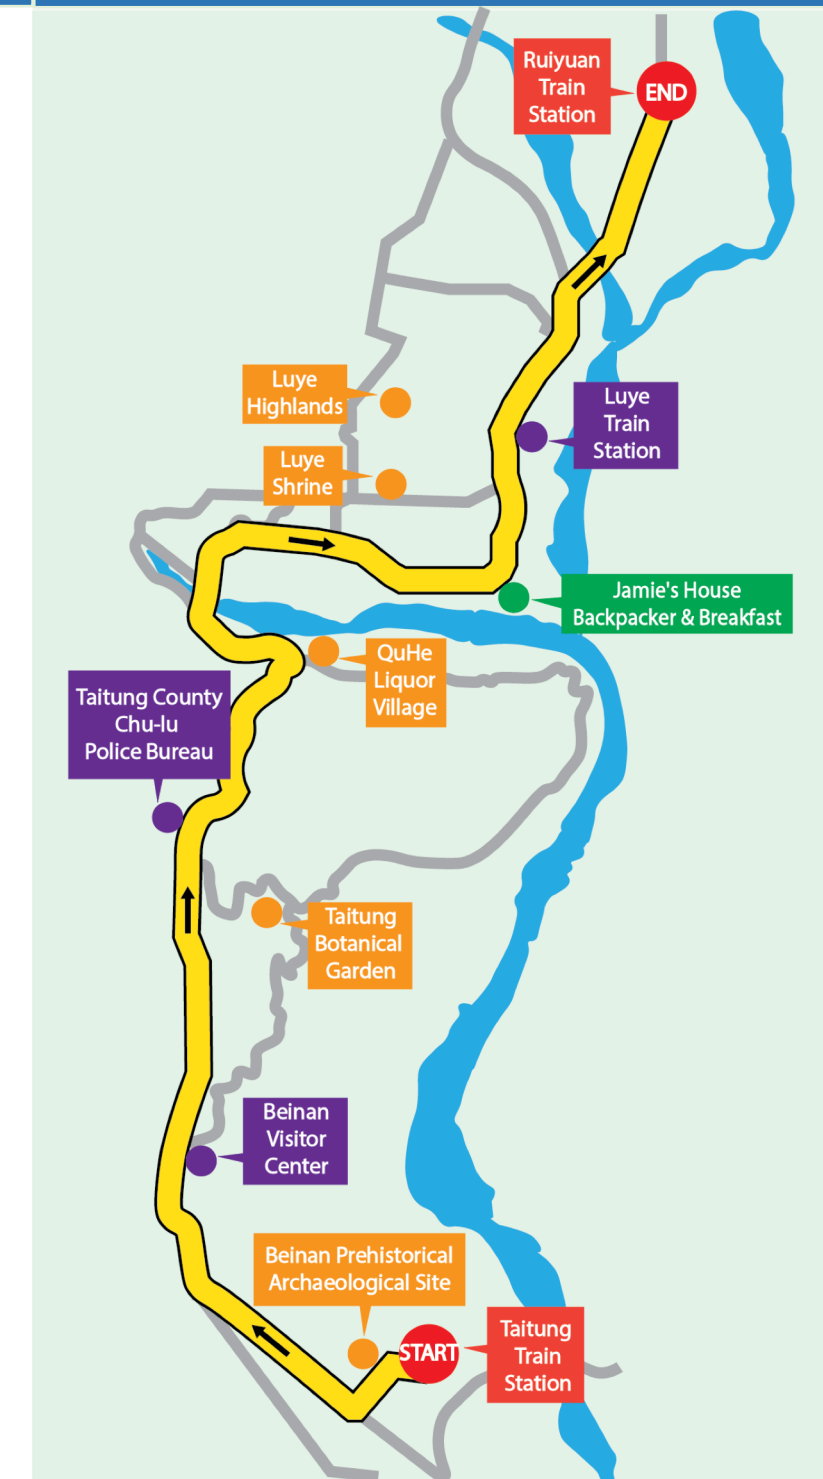 Ruiyuan
Train
Station
END
Luye
Highlands
Luye
Train
Station
Luye
Shrine
Jamie's House
Backpacker & Breakfast
QuHe
Liquor
Village
Taitung County
Chu-lu
Police Bureau
Taitung
Botanical
Garden
Beinan
Visitor
Center
Beinan Prehistorical
Archaeological Site
START
Taitung
Train
Station